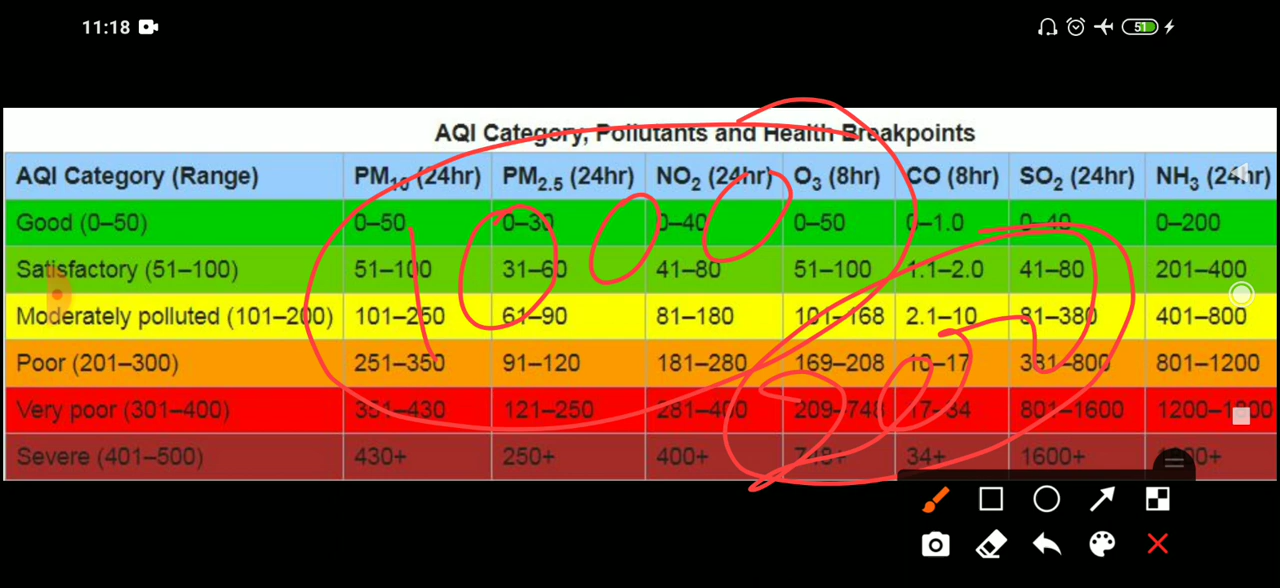 11:18
51
AQI Category, Pollutants and Health Breakpoints
AQI Category (Range) PM10 (24hr) PM2.5 (24hr) NO2 (24hr) O3 (8hr) CO (8hr) SO2 (24hr) NH3 (24hr)
Good (0–50) 0–50 0–30 0–40 0–50 0–1.0 0–40 0–200
Satisfactory (51–100) 51–100 31–60 41–80 51–100 1.1–2.0 41–80 201–400
Moderately polluted (101–200) 101–250 61–90 81–180 101–168 2.1–10 81–380 401–800
Poor (201–300) 251–350 91–120 181–280 169–208 10–17 381–800 801–1200
Very poor (301–400) 351–430 121–250 281–400 209–748 17–34 801–1600 1200–1800
Severe (401–500) 430+ 250+ 400+ 748+ 34+ 1600+ 1800+